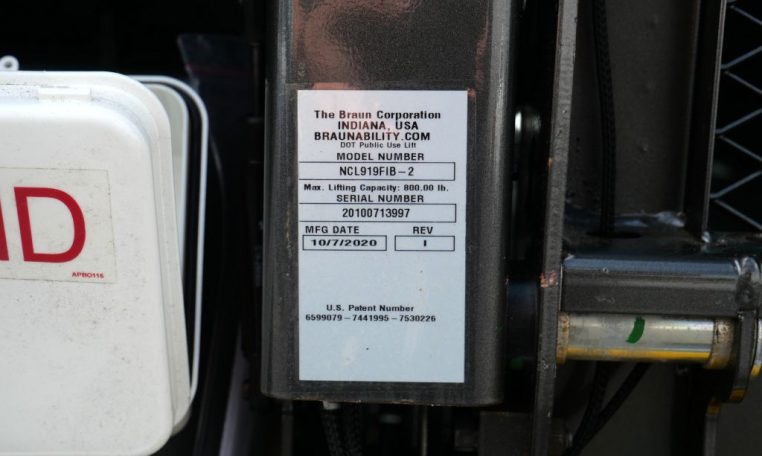 The Braun Corporation
INDIANA, USA
BRAUNABILITY.COM
DOT Public Use Lift
MODEL NUMBER
NCL919FIB-2
Max. Lifting Capacity: 800.00 lb.
SERIAL NUMBER
20100713997
MFG DATE REV
10/7/2020 I
U.S. Patent Number
6599079-7441995-7530226
ID
APBO116